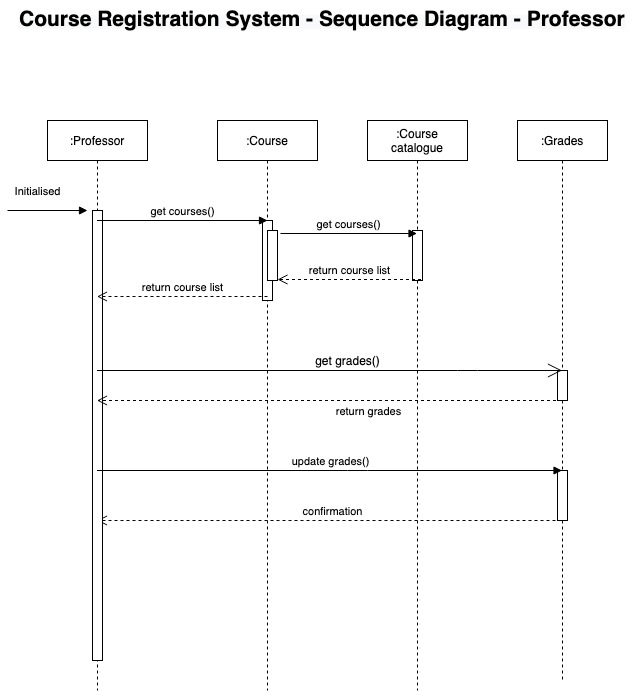 Course Registration System - Sequence Diagram - Professor
:Professor
:Course
:Course
catalogue
:Grades
Initialised
get courses()
get courses()
return course list
return course list
get grades()
return grades
update grades()
confirmation